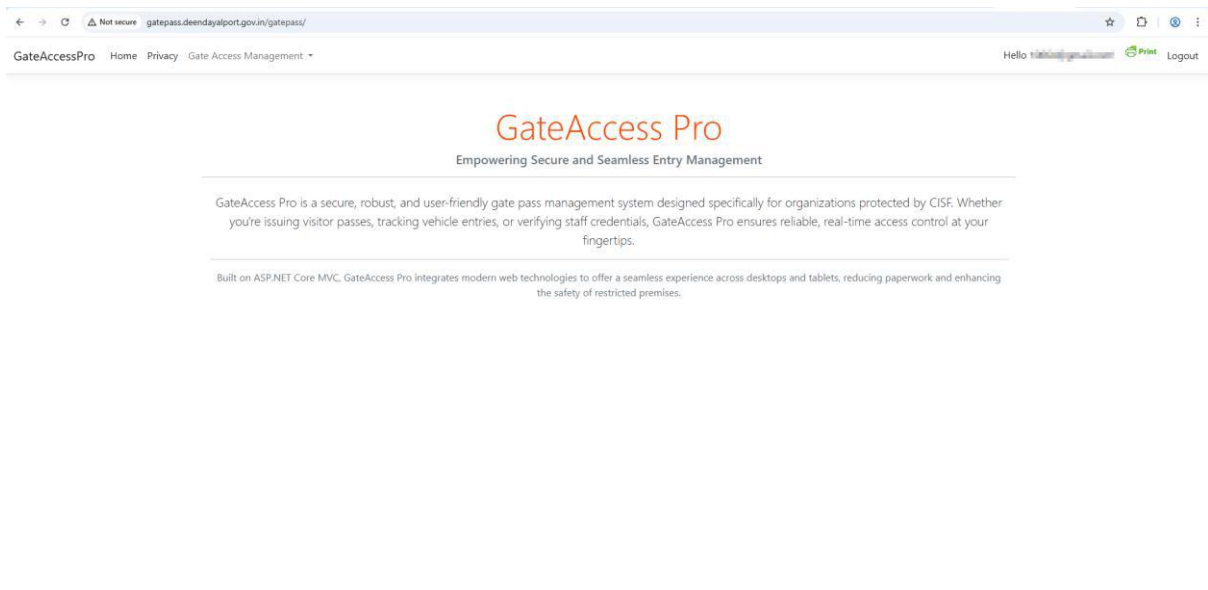 Not secure gatepass.deendayalport.gov.in/gatepass/
GateAccessPro Home Privacy Gate Access Management Hello Print Logout
GateAccess Pro
Empowering Secure and Seamless Entry Management
GateAccess Pro is a secure, robust, and user-friendly gate pass management system designed specifically for organizations protected by CISF. Whether
you're issuing visitor passes, tracking vehicle entries, or verifying staff credentials, GateAccess Pro ensures reliable, real-time access control at your
fingertips.
Built on ASP.NET Core MVC, GateAccess Pro integrates modern web technologies to offer a seamless experience across desktops and tablets, reducing paperwork and enhancing
the safety of restricted premises.